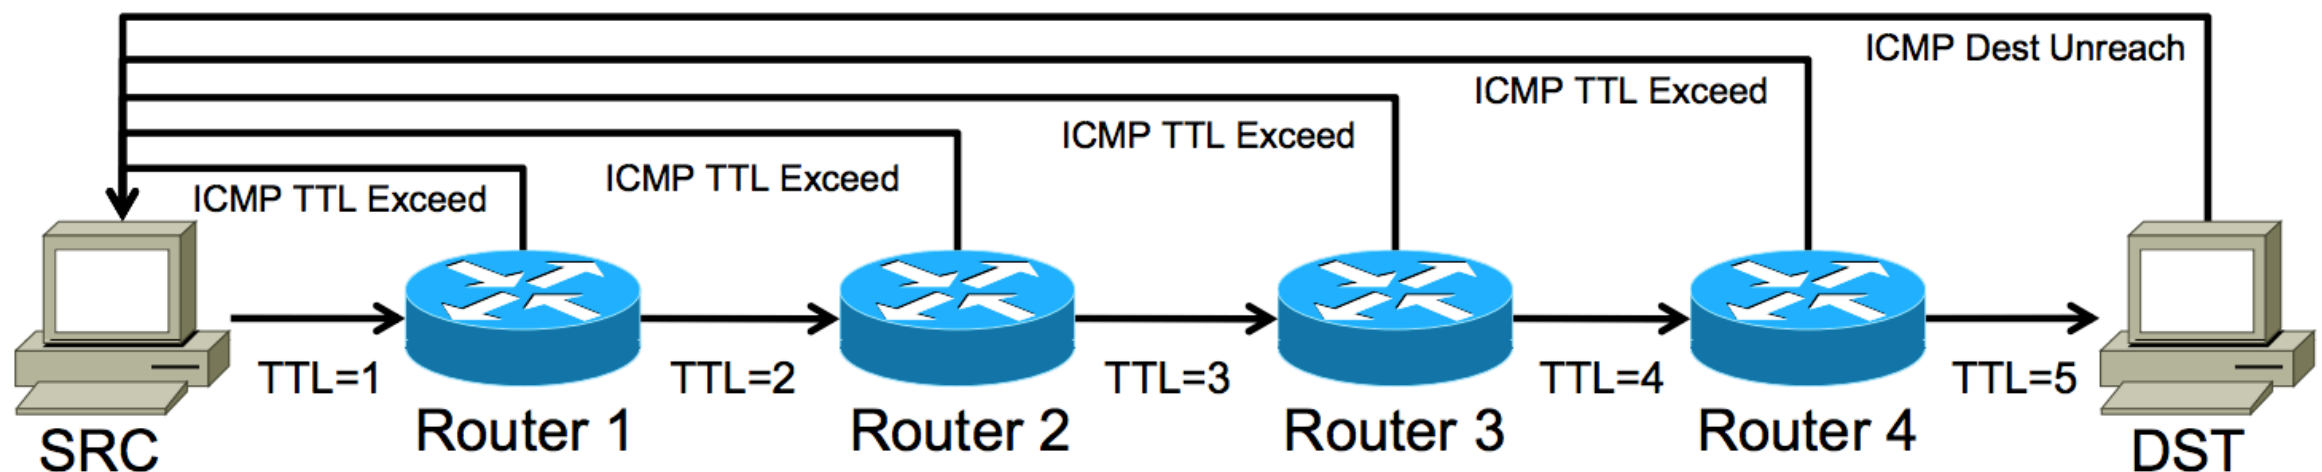 ICMP Dest Unreach
ICMP TTL Exceed
ICMP TTL Exceed
ICMP TTL Exceed
ICMP TTL Exceed
TTL=1
TTL=2
TTL=3
TTL=4
TTL=5
SRC
Router 1
Router 2
Router 3
Router 4
DST